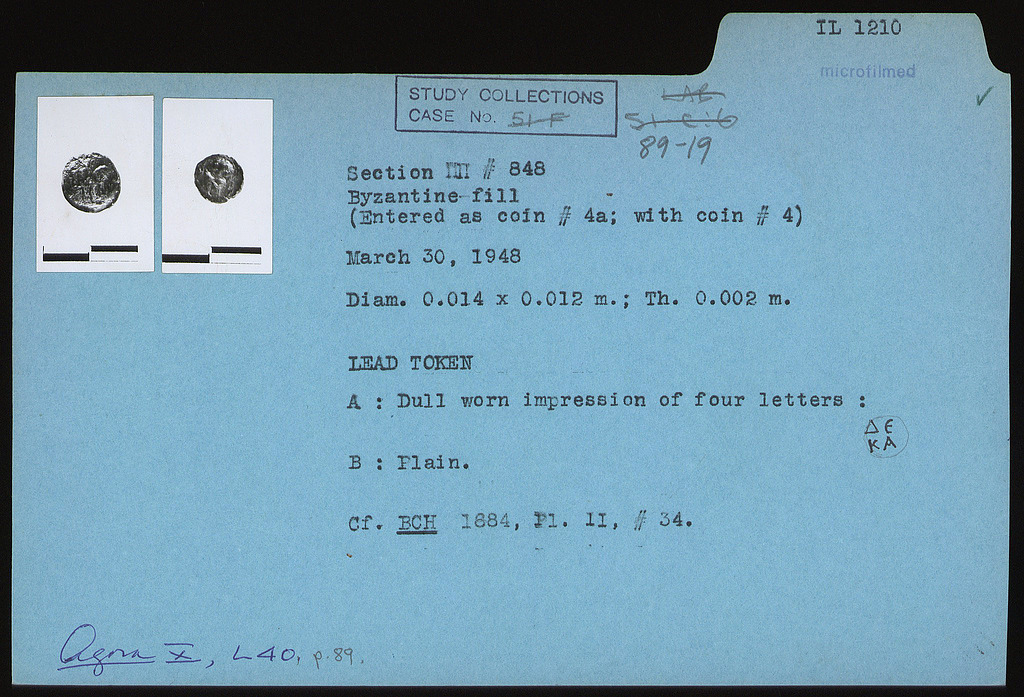 IL 1210
microfilmed
STUDY COLLECTIONS
CASE No. 51-F
LAB
51-C:6
89-19
Section ΠΠ # 848
Byzantine fill
(Entered as coin # 4a; with coin # 4)
March 30, 1948
Diam. 0.014 x 0.012 m.; Th. 0.002 m.
LEAD TOKEN
A : Dull worn impression of four letters :
ΔΕ
ΚΑ
B : Plain.
Cf. BCH 1884, Pl. II, # 34.
Agora X, L40, p.89.